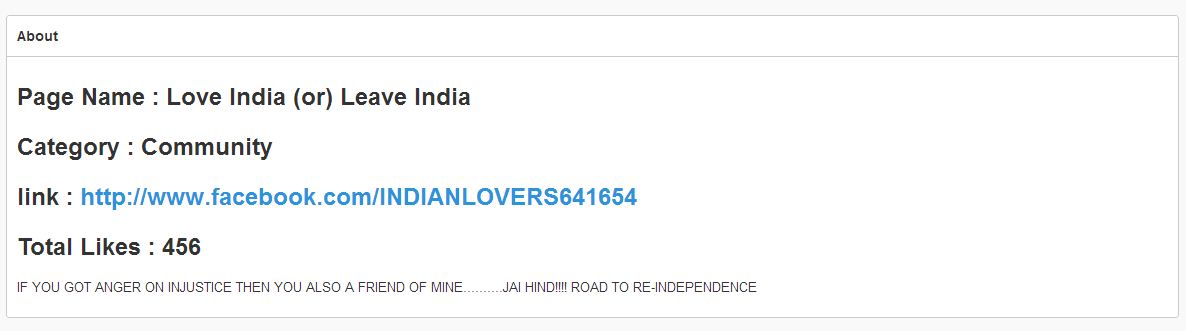 About
Page Name : Love India (or) Leave India
Category : Community
link : http://www.facebook.com/INDIANLOVERS641654
Total Likes : 456
IF YOU GOT ANGER ON INJUSTICE THEN YOU ALSO A FRIEND OF MINE..........JAI HIND!!!! ROAD TO RE-INDEPENDENCE